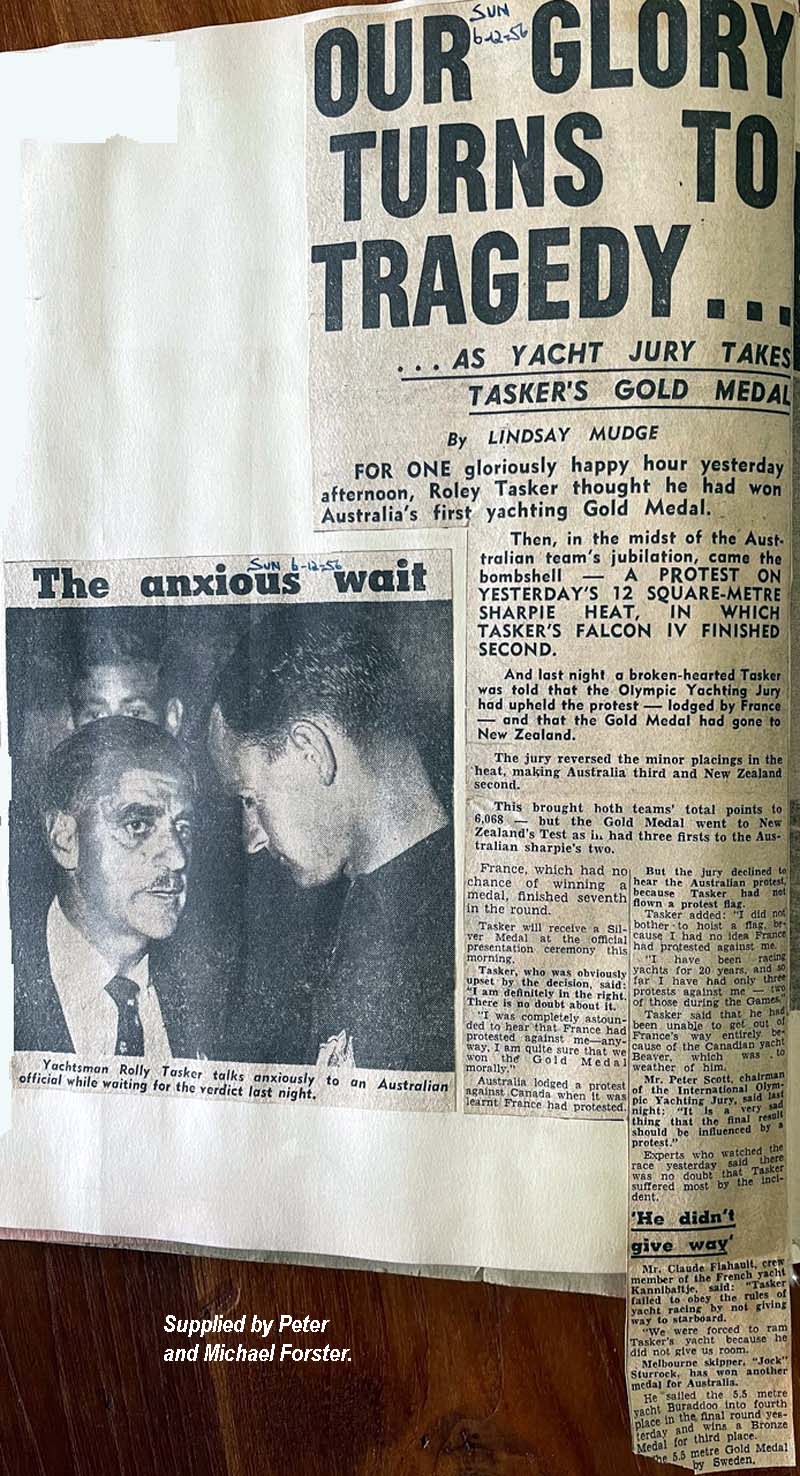 SUN
6-12-56
OUR GLORY
TURNS TO
TRAGEDY...
...AS YACHT JURY TAKES
TASKER'S GOLD MEDAL
By LINDSAY MUDGE
FOR ONE gloriously happy hour yesterday
afternoon, Roley Tasker thought he had won
Australia's first yachting Gold Medal.
Then, in the midst of the Aust-
tralian team's jubilation, came the
bombshell — A PROTEST ON
YESTERDAY'S 12 SQUARE-METRE
SHARPIE HEAT, IN WHICH
TASKER'S FALCON IV FINISHED
SECOND.
And last night a broken-hearted Tasker
was told that the Olympic Yachting Jury
had upheld the protest — lodged by France
— and that the Gold Medal had gone to
New Zealand.
The jury reversed the minor placings in the
heat, making Australia third and New Zealand
second.
This brought both teams' total points to
6,068 — but the Gold Medal went to New
Zealand's Test as it had three firsts to the Aus-
tralian sharpie's two.
France, which had no
chance of winning a
medal, finished seventh
in the round.
Tasker will receive a Sil-
ver Medal at the official
presentation ceremony this
morning.
Tasker, who was obviously
upset by the decision, said:
"I am definitely in the right.
There is no doubt about it.
"I was completely astoun-
ded to hear that France had
protested against me—any-
way, I am quite sure that we
won the Gold Medal
morally."
Australia lodged a protest
against Canada when it was
learnt France had protested.
But the jury declined to
hear the Australian protest,
because Tasker had not
flown a protest flag.
Tasker added: "I did not
bother to hoist a flag, be-
cause I had no idea France
had protested against me.
"I have been racing
yachts for 20 years, and so
far I have had only three
protests against me — two
of those during the Games."
Tasker said that he had
been unable to get out of
France's way entirely be-
cause of the Canadian yacht
Beaver, which was to
weather of him.
Mr. Peter Scott, chairman
of the International Olym-
pic Yachting Jury, said last
night: "It is a very sad
thing that the final result
should be influenced by a
protest."
Experts who watched the
race yesterday said there
was no doubt that Tasker
suffered most by the inci-
dent.
'He didn't
give way'
Mr. Claude Flahault, crew
member of the French yacht
Kannibaltje, said: "Tasker
failed to obey the rules of
yacht racing by not giving
way to starboard.
"We were forced to ram
Tasker's yacht because he
did not give us room.
Melbourne skipper, "Jock"
Sturrock, has won another
medal for Australia.
He sailed the 5.5 metre
yacht Buraddoo into fourth
place in the final round yes-
terday and wins a Bronze
Medal for third place.
5.5 metre Gold Medal
by Sweden.
SUN 6-12-56
The anxious wait
Yachtsman Rolly Tasker talks anxiously to an Australian
official while waiting for the verdict last night.
Supplied by Peter
and Michael Forster.